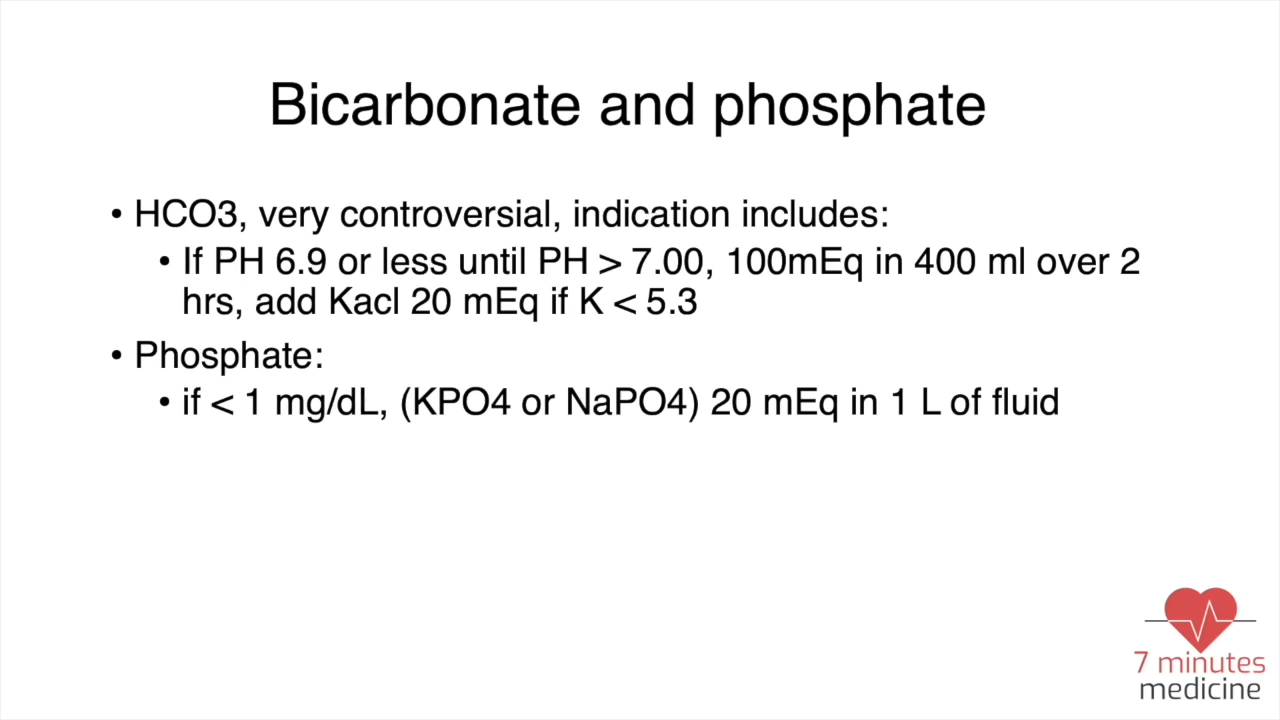 Bicarbonate and phosphate
• HCO3, very controversial, indication includes:
• If PH 6.9 or less until PH > 7.00, 100mEq in 400 ml over 2
hrs, add Kacl 20 mEq if K < 5.3
• Phosphate:
• if < 1 mg/dL, (KPO4 or NaPO4) 20 mEq in 1 L of fluid
7 minutes
medicine